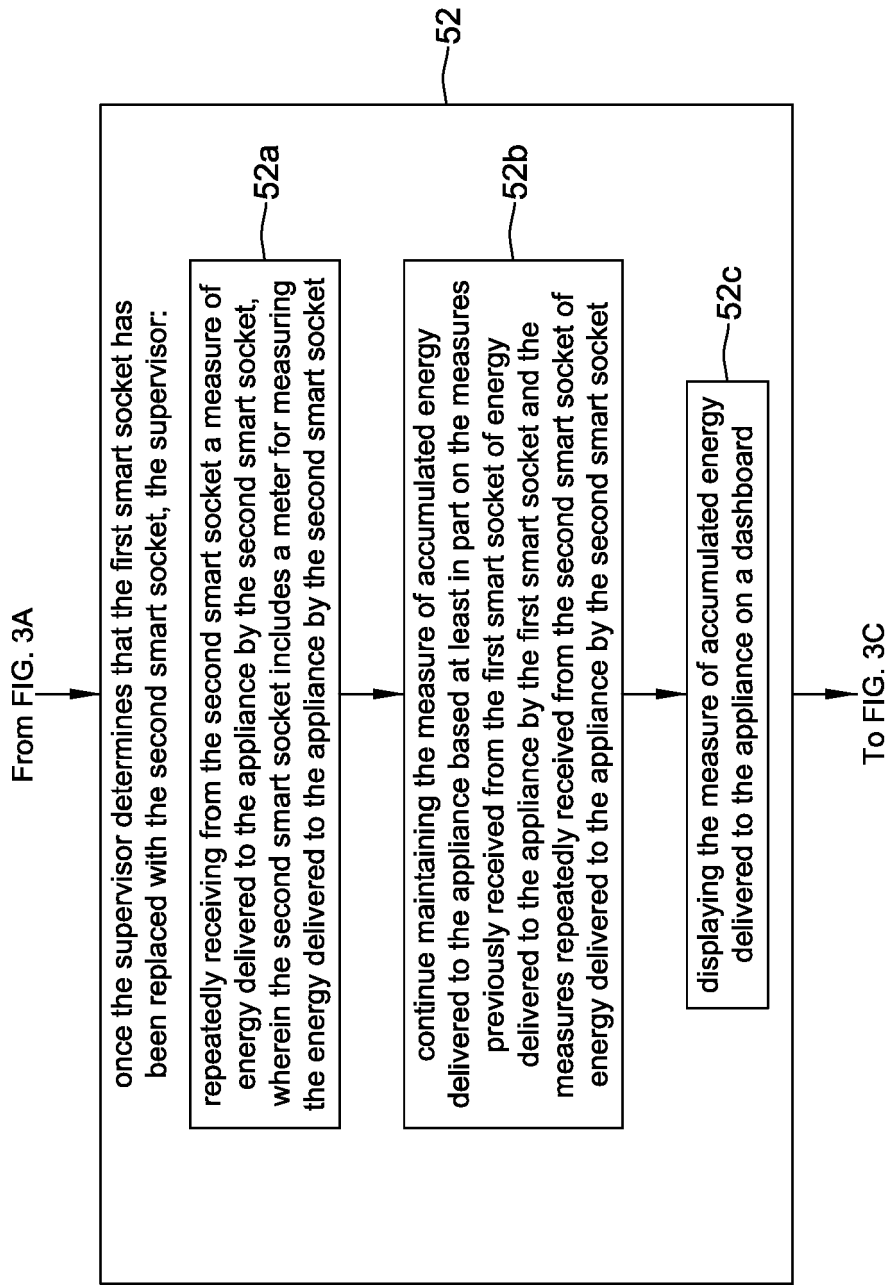 From FIG. 3A
once the supervisor determines that the first smart socket has
been replaced with the second smart socket, the supervisor:
52
repeatedly receiving from the second smart socket a measure of
energy delivered to the appliance by the second smart socket,
wherein the second smart socket includes a meter for measuring
the energy delivered to the appliance by the second smart socket
52a
continue maintaining the measure of accumulated energy
delivered to the appliance based at least in part on the measures
previously received from the first smart socket of energy
delivered to the appliance by the first smart socket and the
measures repeatedly received from the second smart socket of
energy delivered to the appliance by the second smart socket
52b
displaying the measure of accumulated energy
delivered to the appliance on a dashboard
52c
To FIG. 3C